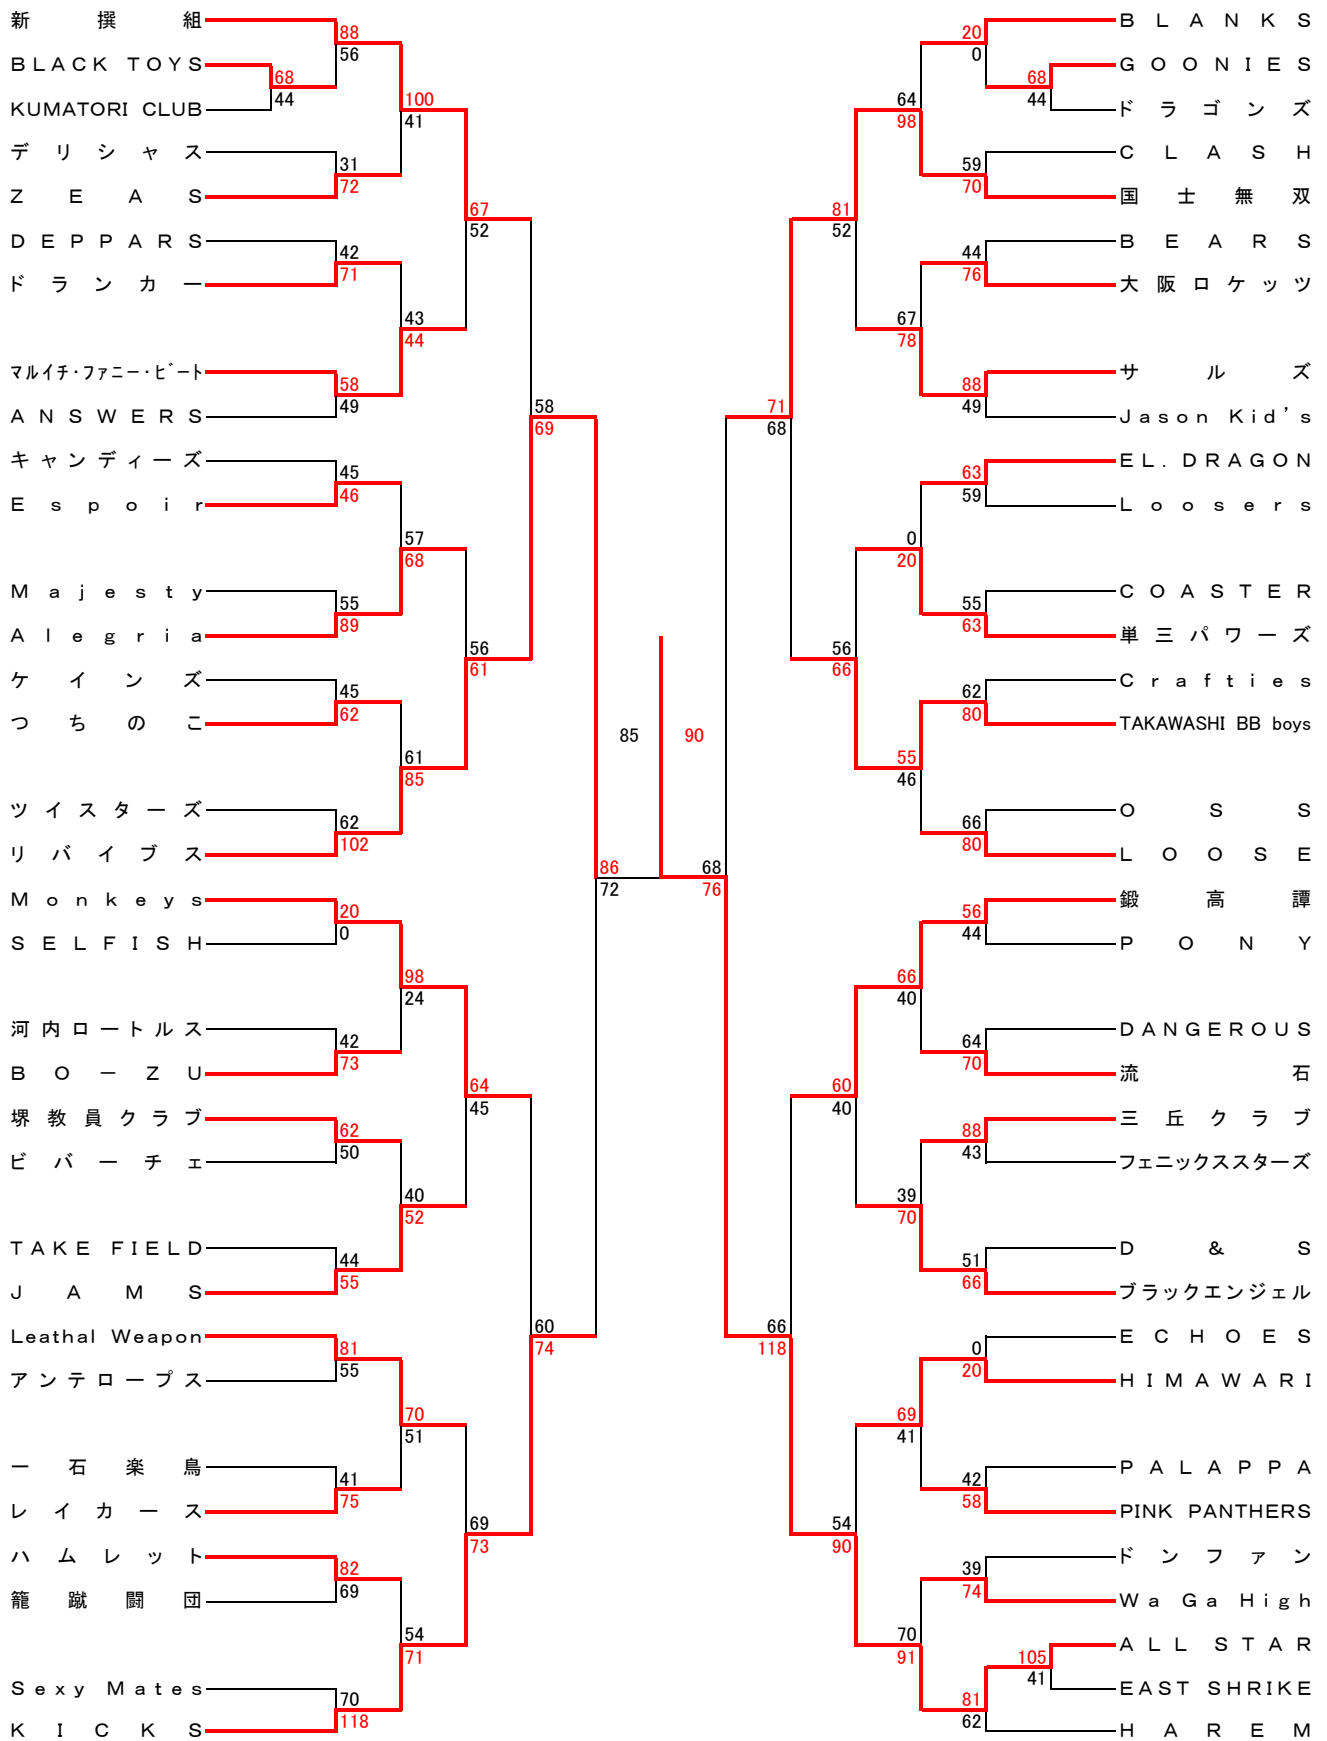 新撰組
88
56
BLACK TOYS
68
44
KUMATORI CLUB
100
41
デリシャス
31
72
ZEAS
67
52
DEPPARS
42
71
ドランカー
43
44
マルイチ・ファニー・ビート
58
49
ANSWERS
58
69
キャンディーズ
45
46
Espoir
57
68
Majesty
55
89
Alegria
56
61
ケインズ
45
62
つちのこ
61
85
ツイスターズ
62
102
リバイブス
86
72
Monkeys
20
0
SELFISH
98
24
河内ロートルス
42
73
BO－ZU
64
45
堺教員クラブ
62
50
ビバーチェ
40
52
TAKE FIELD
44
55
JAMS
60
74
Leathal Weapon
81
55
アンテロープス
70
51
一石楽鳥
41
75
レイカース
69
73
ハムレット
82
69
籠蹴闘団
54
71
Sexy Mates
70
118
KICKS
85
90
BLANKS
20
0
GOONIES
68
44
ドラゴンズ
64
98
CLASH
59
70
国士無双
81
52
BEARS
44
76
大阪ロケッツ
67
78
サルズ
88
49
Jason Kid's
71
68
EL. DRAGON
63
59
Loosers
0
20
COASTER
55
63
単三パワーズ
56
66
Crafties
62
80
TAKAWASHI BB boys
55
46
OSS
66
80
LOOSE
68
76
鍛高譚
56
44
PONY
66
40
DANGEROUS
64
70
流石
60
40
三丘クラブ
88
43
フェニックススターズ
39
70
D&S
51
66
ブラックエンジェル
66
118
ECHOES
0
20
HIMAWARI
69
41
PALAPPA
42
58
PINK PANTHERS
54
90
ドンファン
39
74
Wa Ga High
70
91
ALL STAR
105
41
EAST SHRIKE
81
62
HAREM